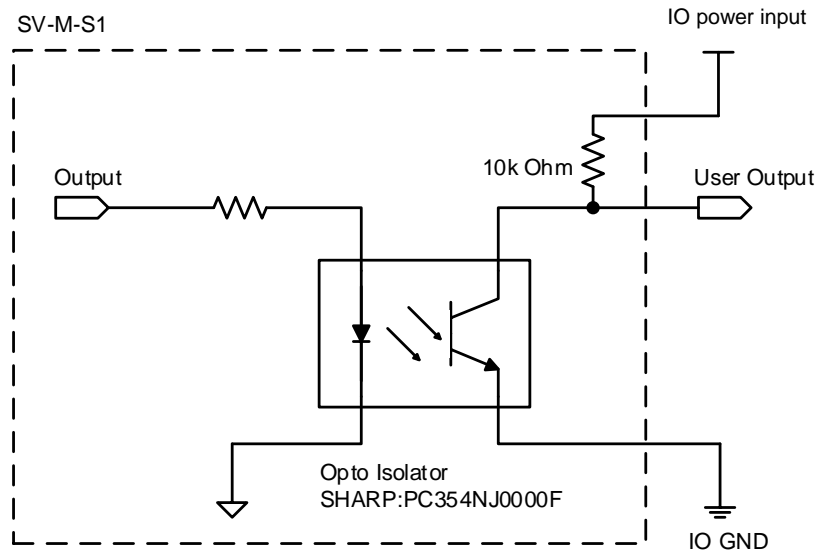 SV-M-S1
IO power input
10k Ohm
Output
User Output
Opto Isolator
SHARP:PC354NJ0000F
IO GND